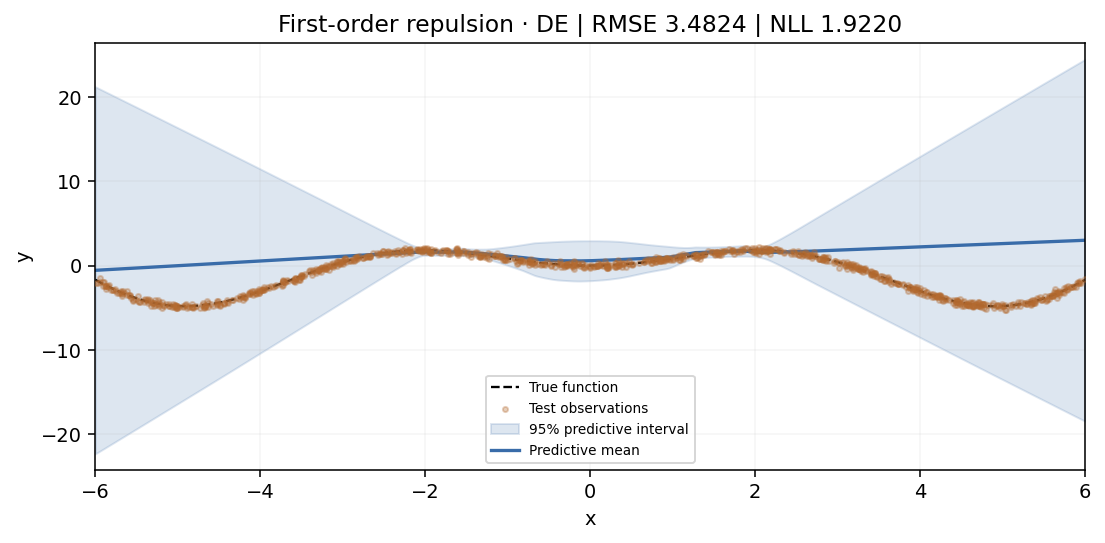 First-order repulsion · DE | RMSE 3.4824 | NLL 1.9220
y
20
10
0
−10
−20
True function
Test observations
95% predictive interval
Predictive mean
−6 −4 −2 0 2 4 6
x